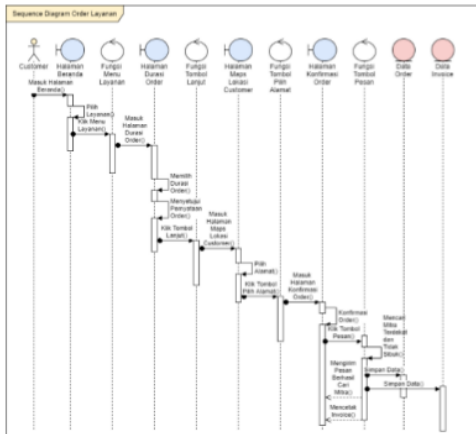 Sequence Diagram Order Layanan
Customer
Halaman
Beranda
Fungsi
Menu
Layanan
Halaman
Durasi
Order
Fungsi
Tombol
Lanjut
Halaman
Maps
Lokasi
Customer
Fungsi
Tombol
Pilih
Alamat
Halaman
Konfirmasi
Order
Fungsi
Tombol
Pesan
Data
Order
Data
Invoice
Masuk Halaman
Beranda()
Pilih
Layanan()
Klik Menu
Layanan()
Masuk
Halaman
Durasi
Order()
Memilih
Durasi
Order()
Menyetujui
Pernyataan
Order()
Klik Tombol
Lanjut()
Masuk
Halaman
Maps
Lokasi
Customer()
Pilih
Alamat()
Klik Tombol
Pilih Alamat()
Masuk
Halaman
Konfirmasi
Order()
Konfirmasi
Order()
Klik Tombol
Pesan()
Mencari
Mitra
Terdekat
dan
Tidak
Sibuk()
Simpan Data()
Simpan Data()
Mengirim
Pesan
Berhasil
Cari
Mitra()
Mencetak
Invoice()